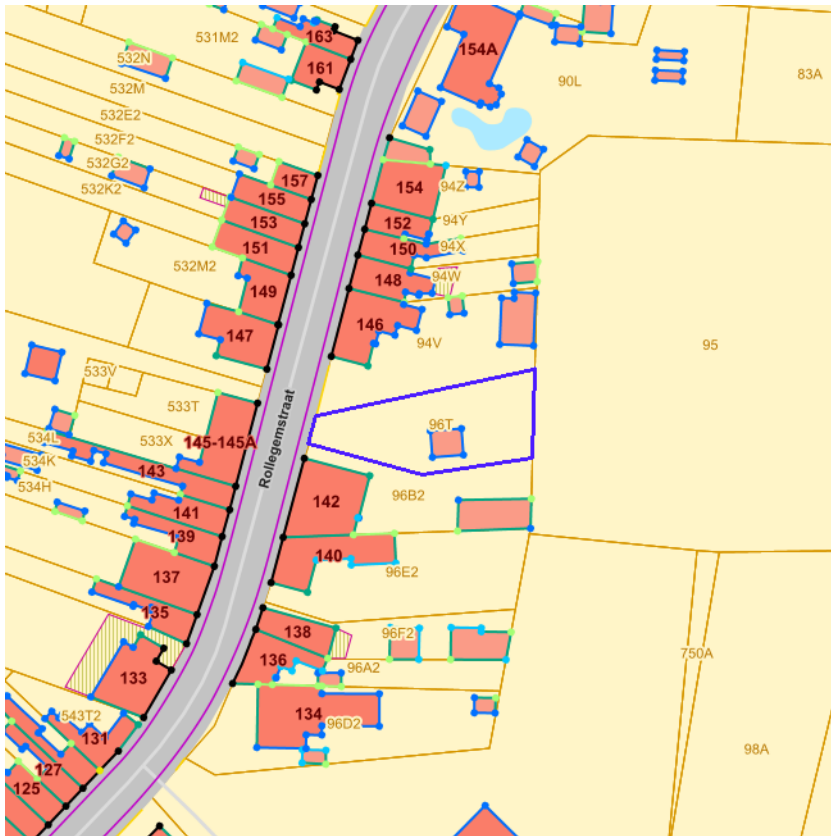 163
531M2
154A
532N
161
90L
83A
532M
532E2
532F2
532G2
157
154
94Z
532K2
155
153
152
94Y
151
150
94X
532M2
148
94W
149
146
147
94V
95
533V
533T
96T
534L
533X
145-145A
Rollegemstraat
534K
143
534H
142
96B2
141
139
140
137
96E2
135
138
96F2
136
96A2
750A
133
543T2
134
96D2
131
98A
127
125